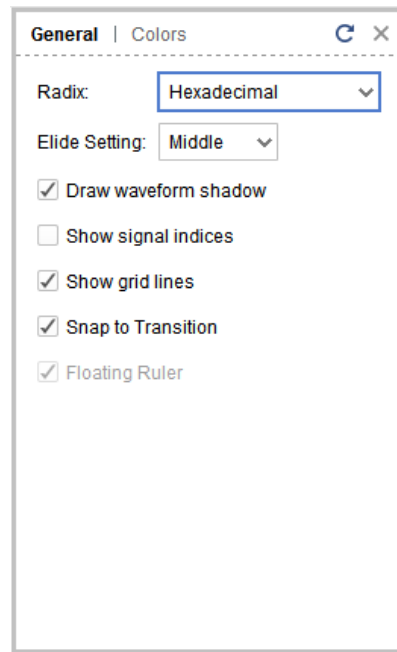 General | Colors
Radix: Hexadecimal
Elide Setting: Middle
Draw waveform shadow
Show signal indices
Show grid lines
Snap to Transition
Floating Ruler